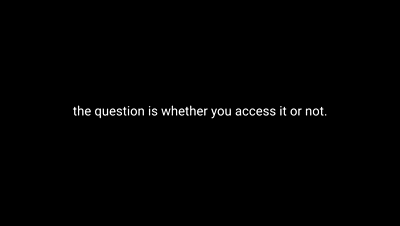 the question is whether you access it or not.